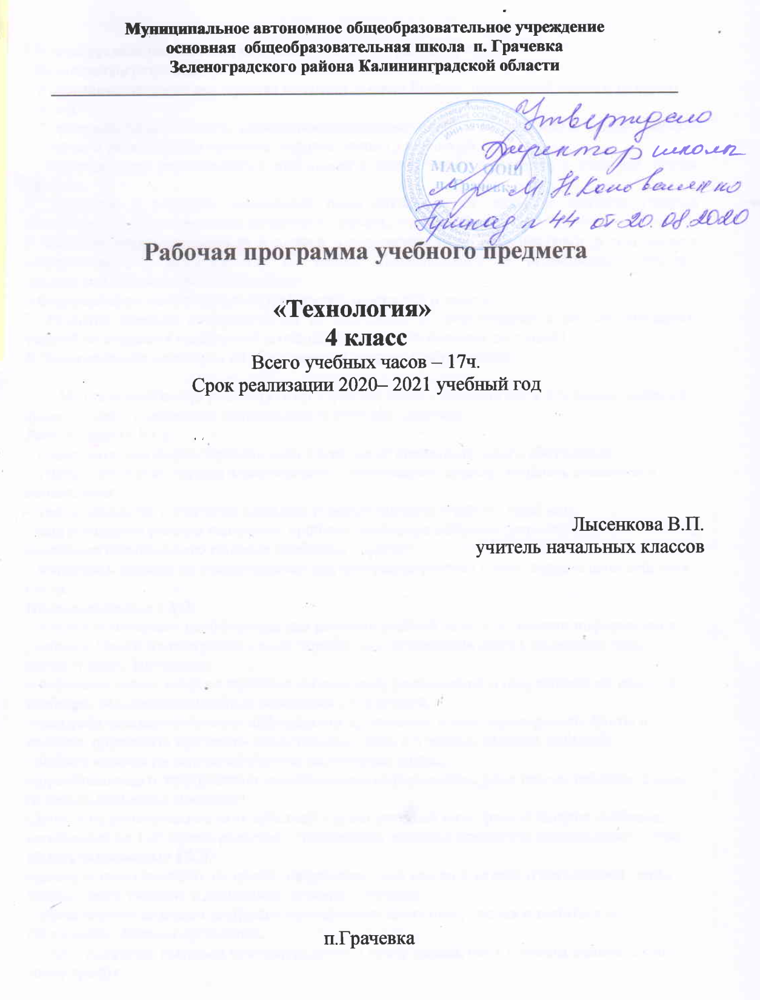 Муниципальное автономное общеобразовательное учреждение
основная общеобразовательная школа п. Грачевка
Зеленоградского района Калининградской области
Утверждаю
Директор школы
МАОУ ООШ
п. Грачевка
М.Н.Коноваленко
Приказ n 44 от 20.08.2020
Рабочая программа учебного предмета
«Технология»
4 класс
Всего учебных часов – 17ч.
Срок реализации 2020– 2021 учебный год
Лысенкова В.П.
учитель начальных классов
п.Грачевка